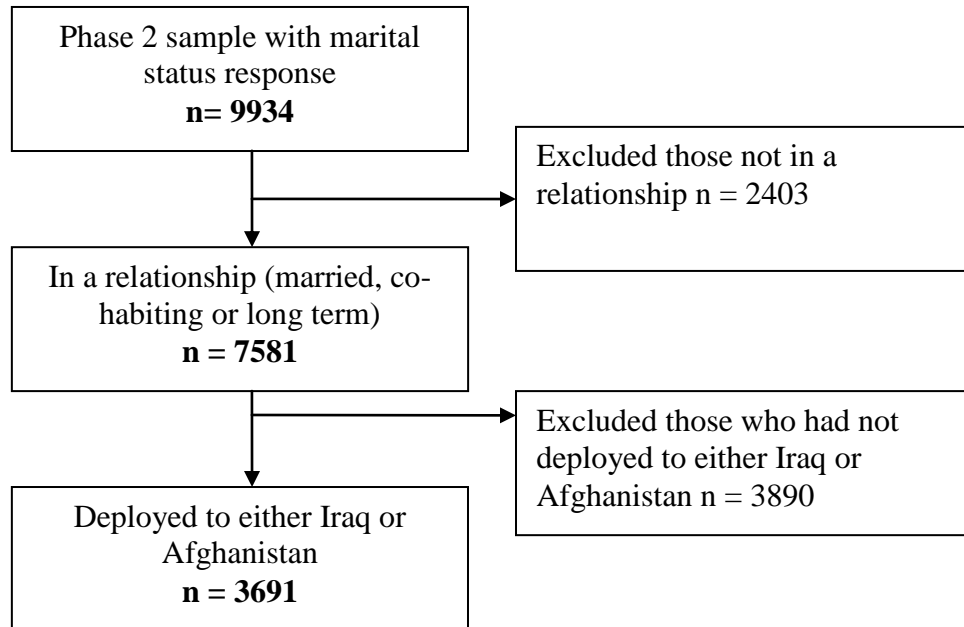 Phase 2 sample with marital
status response
n= 9934
Excluded those not in a
relationship n = 2403
In a relationship (married, co-
habiting or long term)
n = 7581
Excluded those who had not
deployed to either Iraq or
Afghanistan n = 3890
Deployed to either Iraq or
Afghanistan
n = 3691